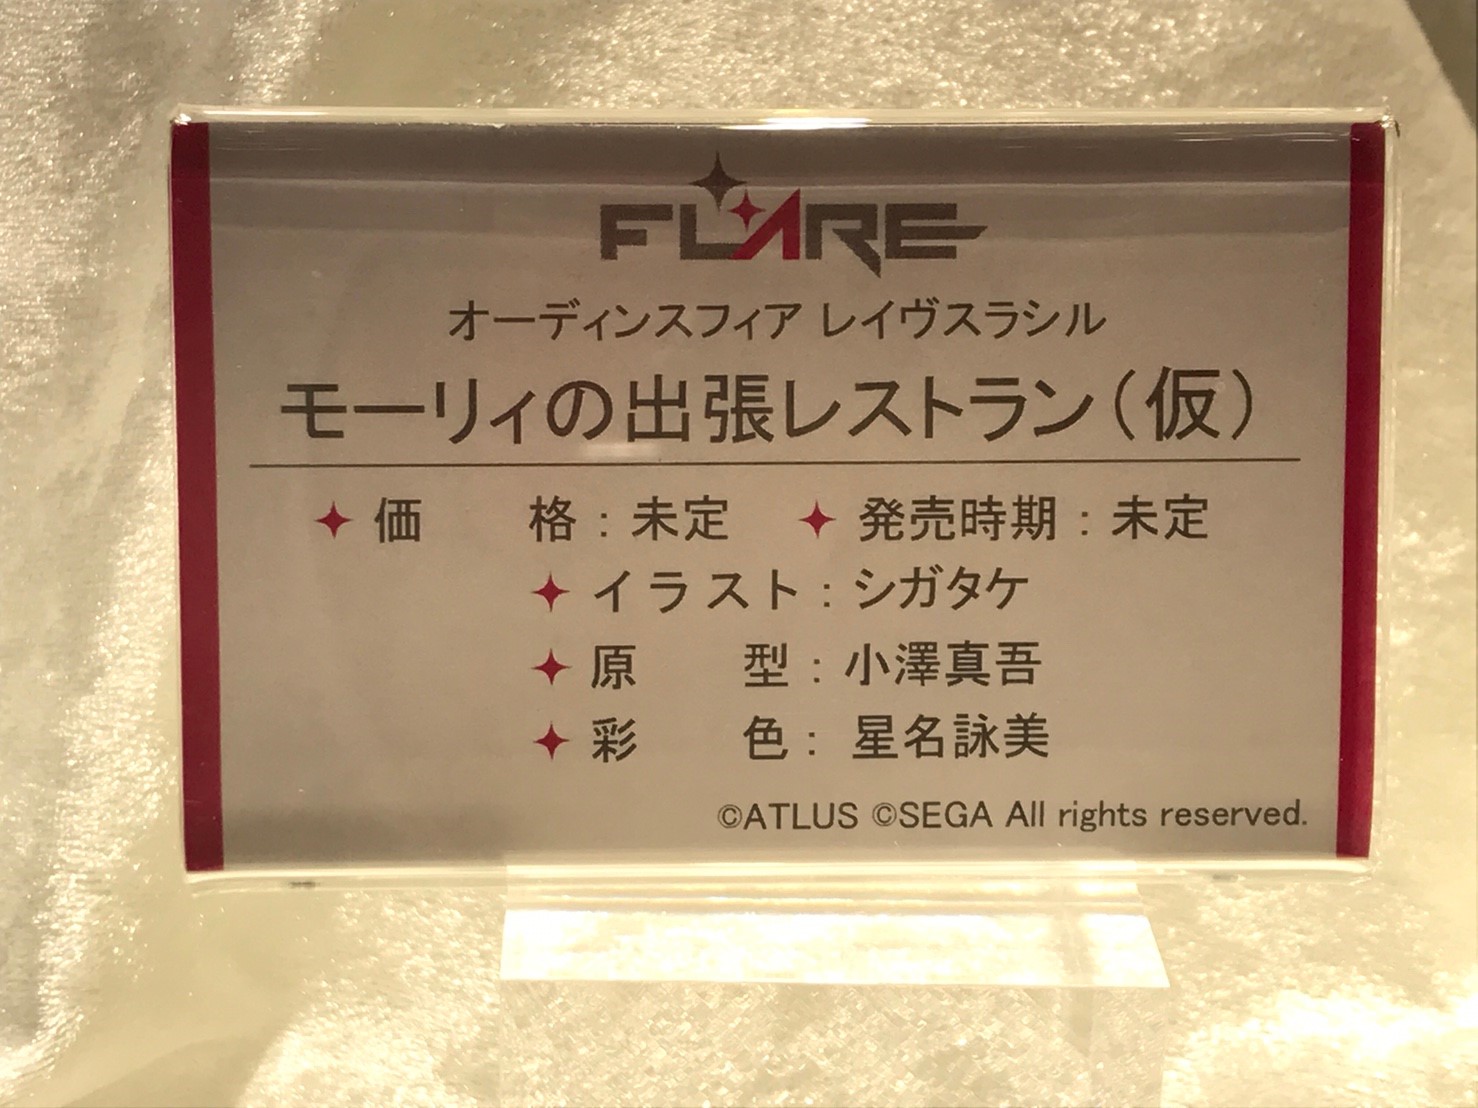 FLARE
オーディンスフィア レイヴスラシル
モーリィの出張レストラン（仮）
価　　格：未定　発売時期：未定
イラスト：シガタケ
原　　型：小澤真吾
彩　　色：星名詠美
©ATLUS ©SEGA All rights reserved.